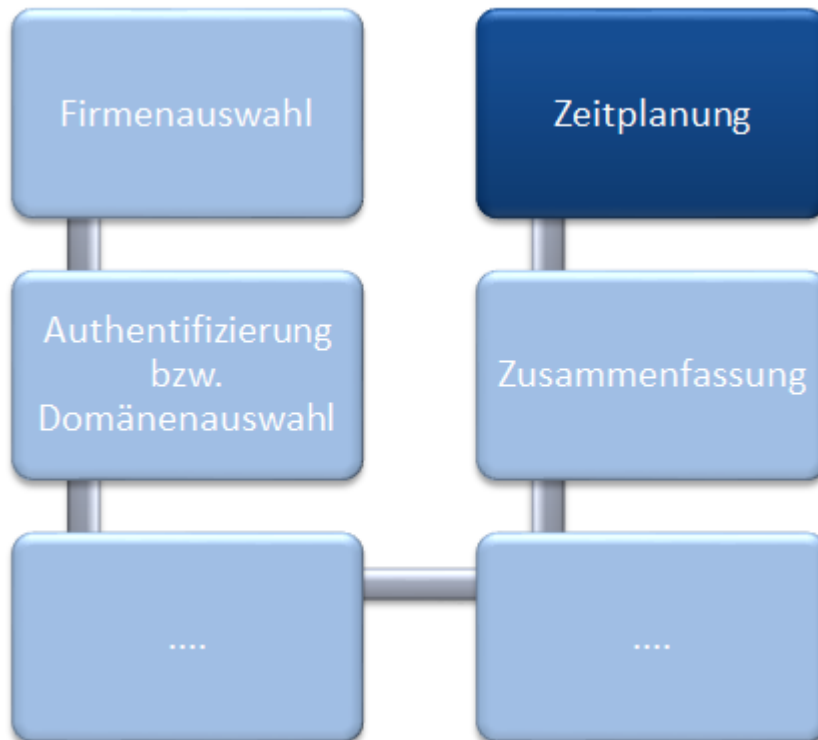 Firmenauswahl
Authentifizierung
bzw.
Domänenauswahl
....
....
Zusammenfassung
Zeitplanung